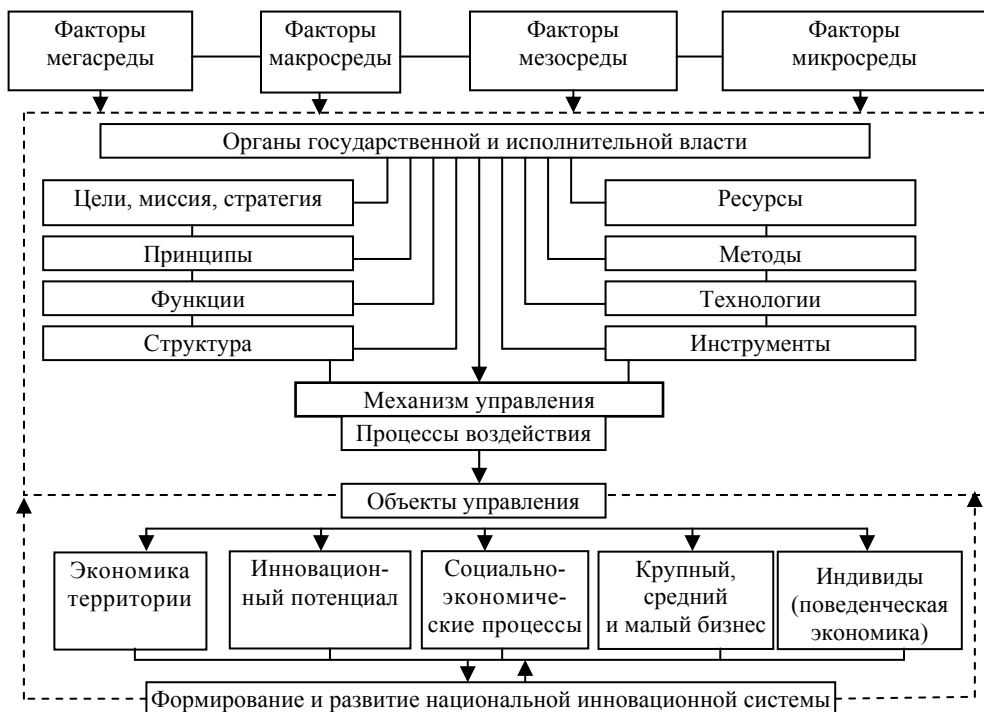 Факторы
мегасреды
Факторы
макросреды
Факторы
мезосреды
Факторы
микросреды
Органы государственной и исполнительной власти
Цели, миссия, стратегия
Принципы
Функции
Структура
Ресурсы
Методы
Технологии
Инструменты
Механизм управления
Процессы воздействия
Объекты управления
Экономика
территории
Инновацион-
ный потенциал
Социально-
экономиче-
ские процессы
Крупный,
средний
и малый бизнес
Индивиды
(поведенческая
экономика)
Формирование и развитие национальной инновационной системы